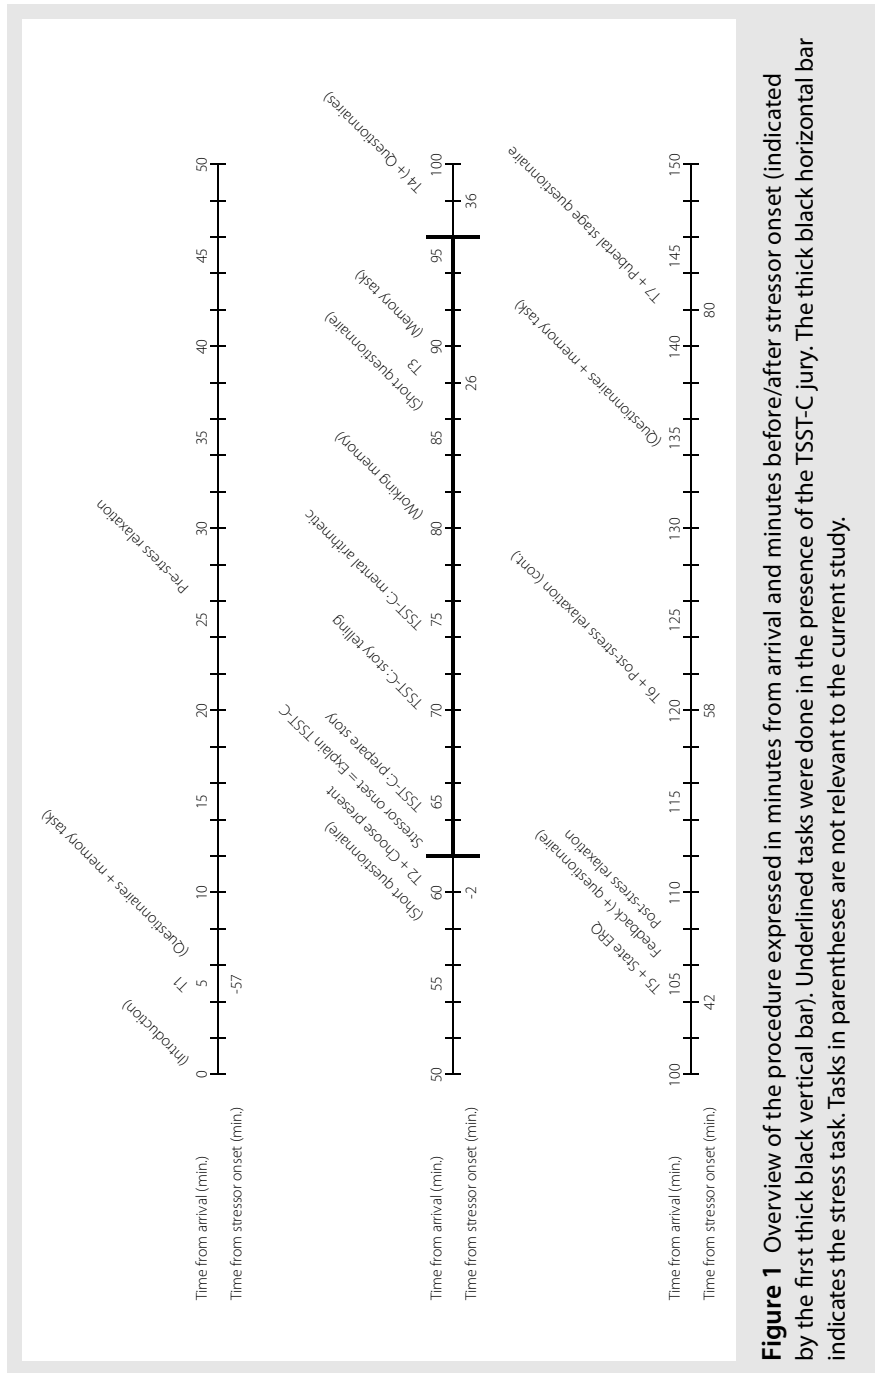 (Introduction)
T1
(Questionnaires + memory task)
Pre-stress relaxation
Time from arrival (min.)
0 5 10 15 20 25 30 35 40 45 50
Time from stressor onset (min.)
-57
(Short questionnaire)
T2 + Choose present
Stressor onset = Explain TSST-C
TSST-C: prepare story
TSST-C: story telling
TSST-C: mental arithmetic
(Working memory)
(Short questionnaire)
T3
(Memory task)
T4 (+ Questionnaires)
Time from arrival (min.)
50 55 60 65 70 75 80 85 90 95 100
Time from stressor onset (min.)
-2 26 36
T5 + State ERQ
Feedback (+ questionnaire)
Post-stress relaxation
T6 + Post-stress relaxation (cont.)
(Questionnaires + memory task)
T7 + Pubertal stage questionnaire
Time from arrival (min.)
100 105 110 115 120 125 130 135 140 145 150
Time from stressor onset (min.)
42 58 80
Figure 1 Overview of the procedure expressed in minutes from arrival and minutes before/after stressor onset (indicated
by the first thick black vertical bar). Underlined tasks were done in the presence of the TSST-C jury. The thick black horizontal bar
indicates the stress task. Tasks in parentheses are not relevant to the current study.